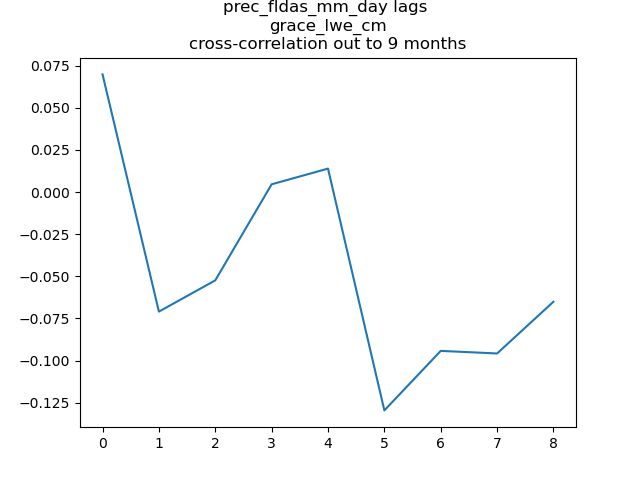 prec_fldas_mm_day lags
grace_lwe_cm
cross-correlation out to 9 months
0.075
0.050
0.025
0.000
−0.025
−0.050
−0.075
−0.100
−0.125
0 1 2 3 4 5 6 7 8